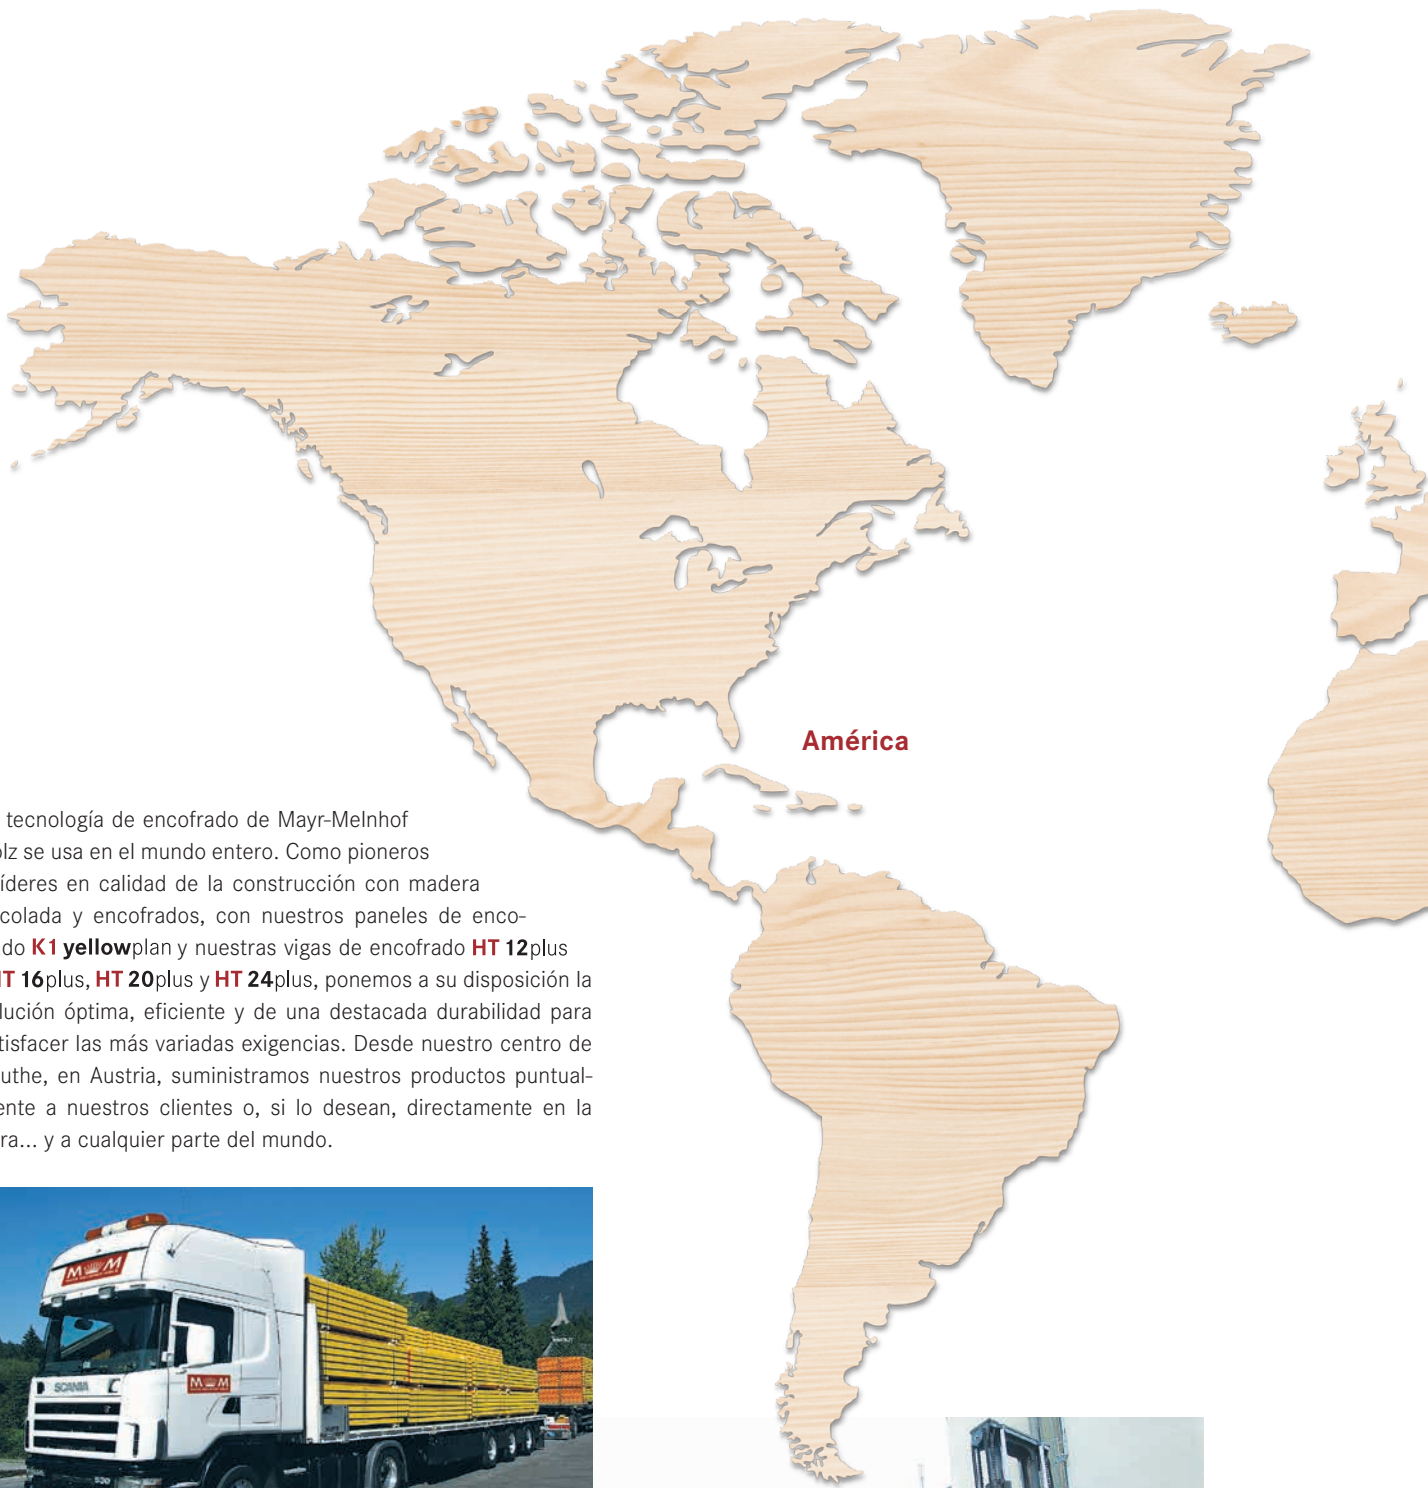 América
tecnología de encofrado de Mayr-Melnhof
olz se usa en el mundo entero. Como pioneros
íderes en calidad de la construcción con madera
colada y encofrados, con nuestros paneles de enco-
do K1 yellowplan y nuestras vigas de encofrado HT 12plus
HT 16plus, HT 20plus y HT 24plus, ponemos a su disposición la
lución óptima, eficiente y de una destacada durabilidad para
tisfacer las más variadas exigencias. Desde nuestro centro de
uthe, en Austria, suministramos nuestros productos puntual-
ente a nuestros clientes o, si lo desean, directamente en la
ra... y a cualquier parte del mundo.
M M
SCANIA
M M
530